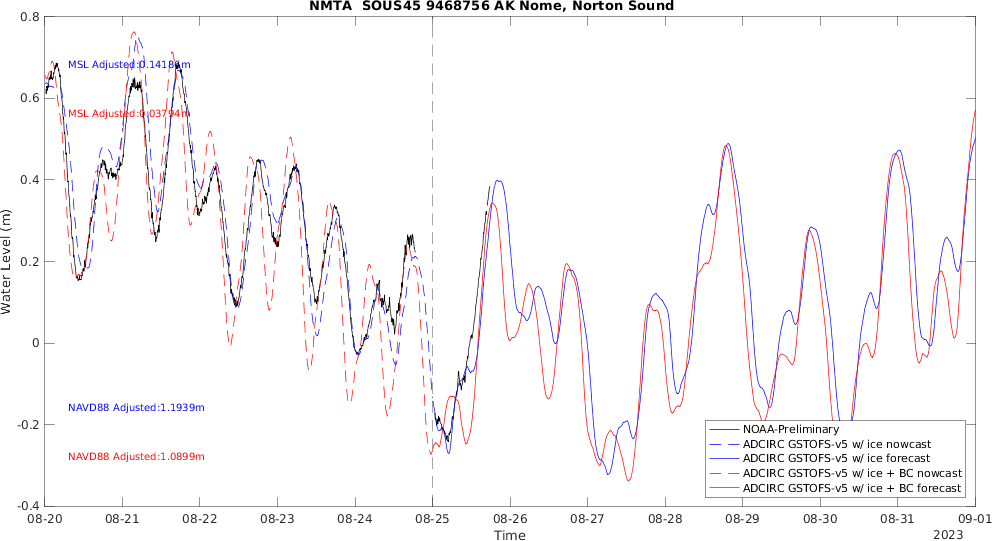 NMTA  SOUS45 9468756 AK Nome, Norton Sound
0.8
0.6
0.4
0.2
0
-0.2
-0.4
Water Level (m)
MSL Adjusted:0.1418 m
MSL Adjusted:0.03794m
NAVD88 Adjusted:1.1939m
NAVD88 Adjusted:1.0899m
NOAA-Preliminary
ADCIRC GSTOFS-v5 w/ ice nowcast
ADCIRC GSTOFS-v5 w/ ice forecast
ADCIRC GSTOFS-v5 w/ ice + BC nowcast
ADCIRC GSTOFS-v5 w/ ice + BC forecast
08-20 08-21 08-22 08-23 08-24 08-25 08-26 08-27 08-28 08-29 08-30 08-31 09-01
Time
2023